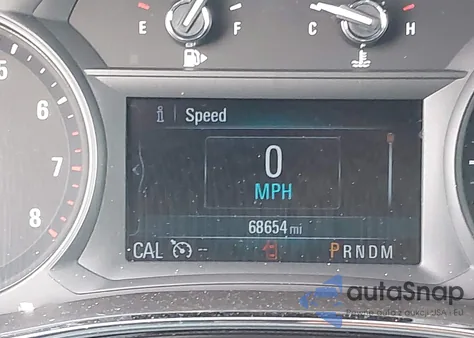 E F C H
5
6
7
8
i Speed
0
MPH
68654 mi
CAL -- PRNDM
autoSnap